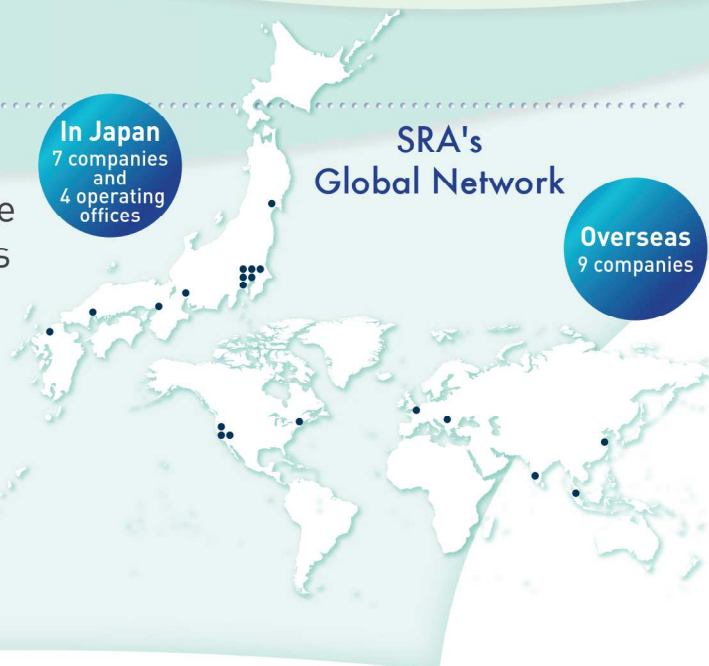 In Japan
7 companies
and
4 operating
offices
SRA's
Global Network
e
s
Overseas
9 companies